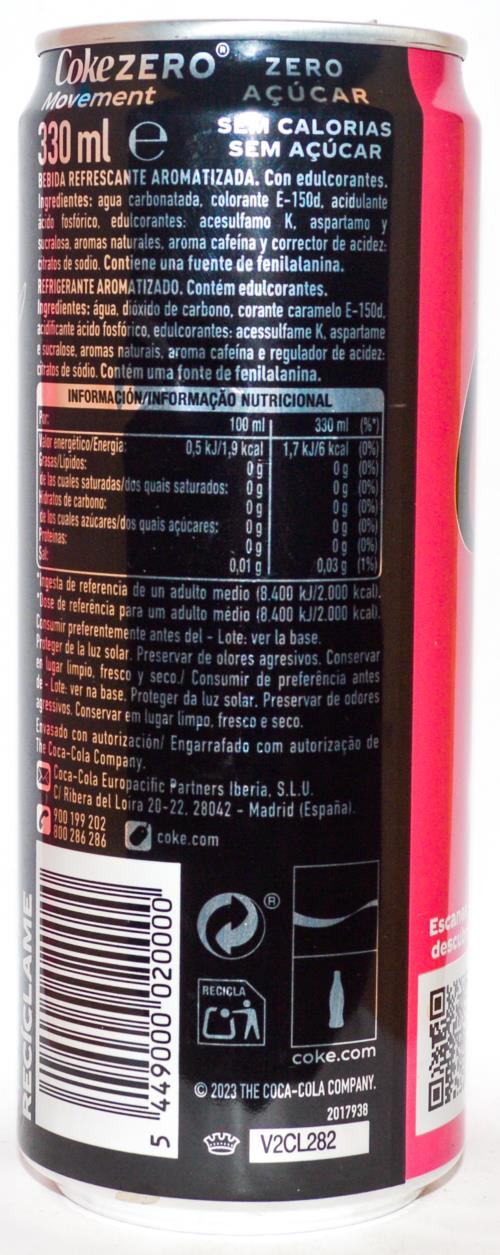 CokeZERO®
Movement
ZERO
AÇÚCAR
330 ml e
SEM CALORIAS
SEM AÇÚCAR
BEBIDA REFRESCANTE AROMATIZADA. Con edulcorantes.
Ingredientes: agua carbonatada, colorante E-150d, acidulante
ácido fosfórico, edulcorantes: acesulfamo K, aspartamo y
sucralosa, aromas naturales, aroma cafeína y corrector de acidez:
citratos de sodio. Contiene una fuente de fenilalanina.
REFRIGERANTE AROMATIZADO. Contém edulcorantes.
Ingredientes: água, dióxido de carbono, corante caramelo E-150d,
acidificante ácido fosfórico, edulcorantes: acessulfame K, aspartame
e sucralose, aromas naturais, aroma cafeína e regulador de acidez:
citratos de sódio. Contém uma fonte de fenilalanina.
INFORMACIÓN/INFORMAÇÃO NUTRICIONAL
Por: 100 ml 330 ml (%*)
Valor energético/Energia: 0,5 kJ/1,9 kcal 1,7 kJ/6 kcal (0%)
Grasas/Lípidos: 0 g 0 g (0%)
de las cuales saturadas/dos quais saturados: 0 g 0 g (0%)
Hidratos de carbono: 0 g 0 g (0%)
de los cuales azúcares/dos quais açúcares: 0 g 0 g (0%)
Proteínas: 0 g 0 g (0%)
Sal: 0,01 g 0,03 g (1%)
*Ingesta de referencia de un adulto medio (8.400 kJ/2.000 kcal).
*Dose de referência para um adulto médio (8.400 kJ/2.000 kcal).
Consumir preferentemente antes del - Lote: ver la base.
Proteger de la luz solar. Preservar de olores agresivos. Conservar
en lugar limpio, fresco y seco./ Consumir de preferência antes
de - Lote: ver na base. Proteger da luz solar. Preservar de odores
agressivos. Conservar em lugar limpo, fresco e seco.
Envasado con autorización/ Engarrafado com autorização de
The Coca-Cola Company.
Coca-Cola Europacific Partners Iberia, S.L.U.
C/ Ribera del Loira 20-22, 28042 - Madrid (España).
900 199 202
800 286 286
coke.com
RECICLAME
5 449000 020000
®
RECICLA
coke.com
© 2023 THE COCA-COLA COMPANY.
2017938
V2CL282